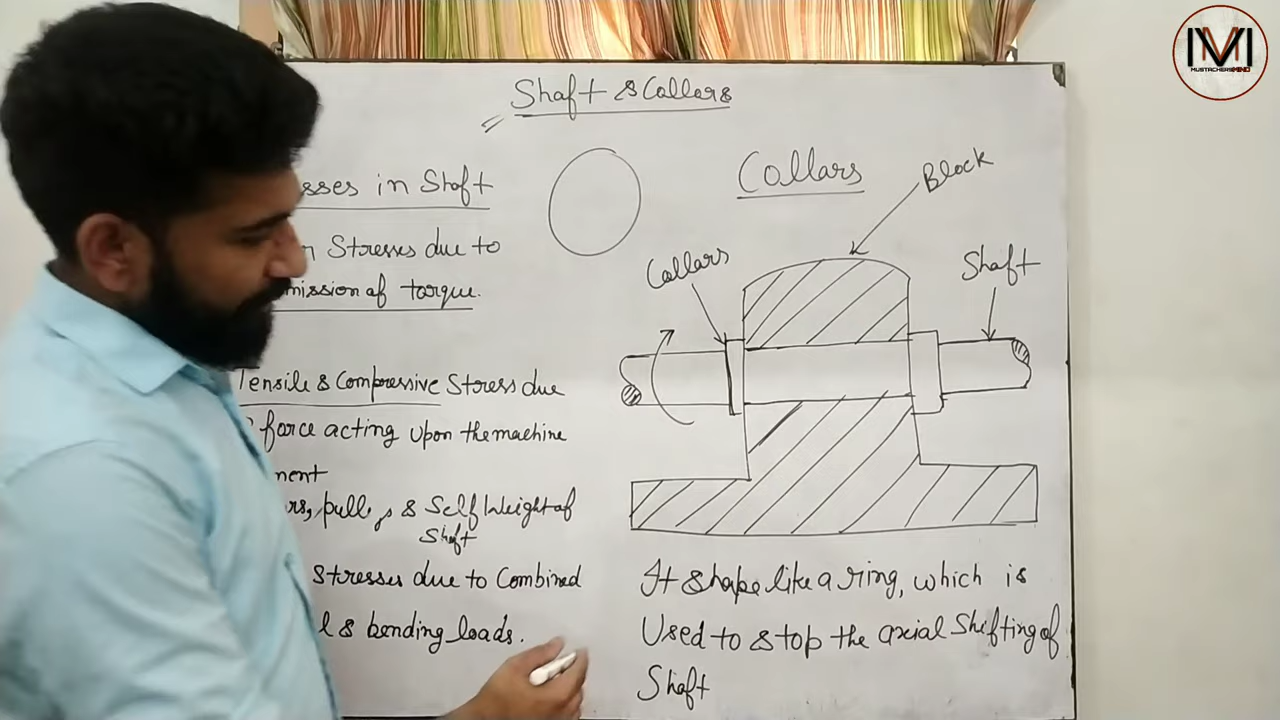 Shaft & Collars
sses in Shaft
Stresses due to
mission of torque.
Tensile & Compressive Stress due
force acting upon the machine
ment
rs, pull s & Self Weight of
Shaft
Stresses due to Combined
l & bending loads.
Collars
Block
Collars
Shaft
It shape like a ring, which is
Used to stop the axial Shifting of
Shaft
MUSTACHERSMIND